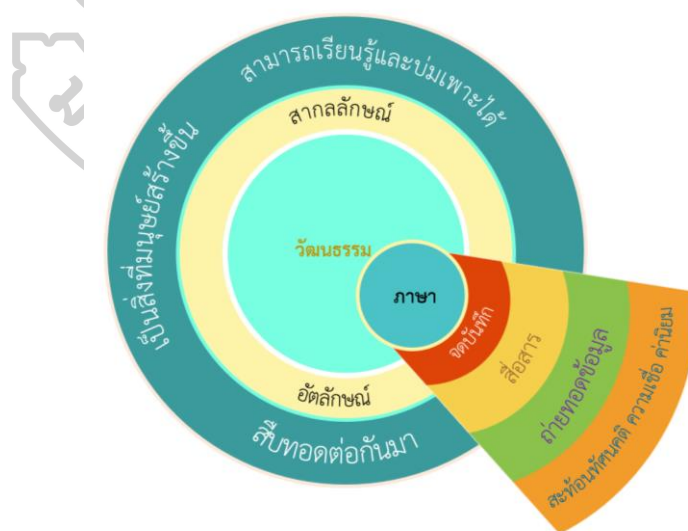 สามารถเรียนรู้และบ่มเพาะได้
เป็นสิ่งที่มนุษย์สร้างขึ้น
สากลลักษณ์
วัฒนธรรม
ภาษา
จดบันทึก
สื่อสาร
ถ่ายทอดข้อมูล
สะท้อนทัศนคติ ความเชื่อ ค่านิยม
อัตลักษณ์
สืบทอดต่อกันมา